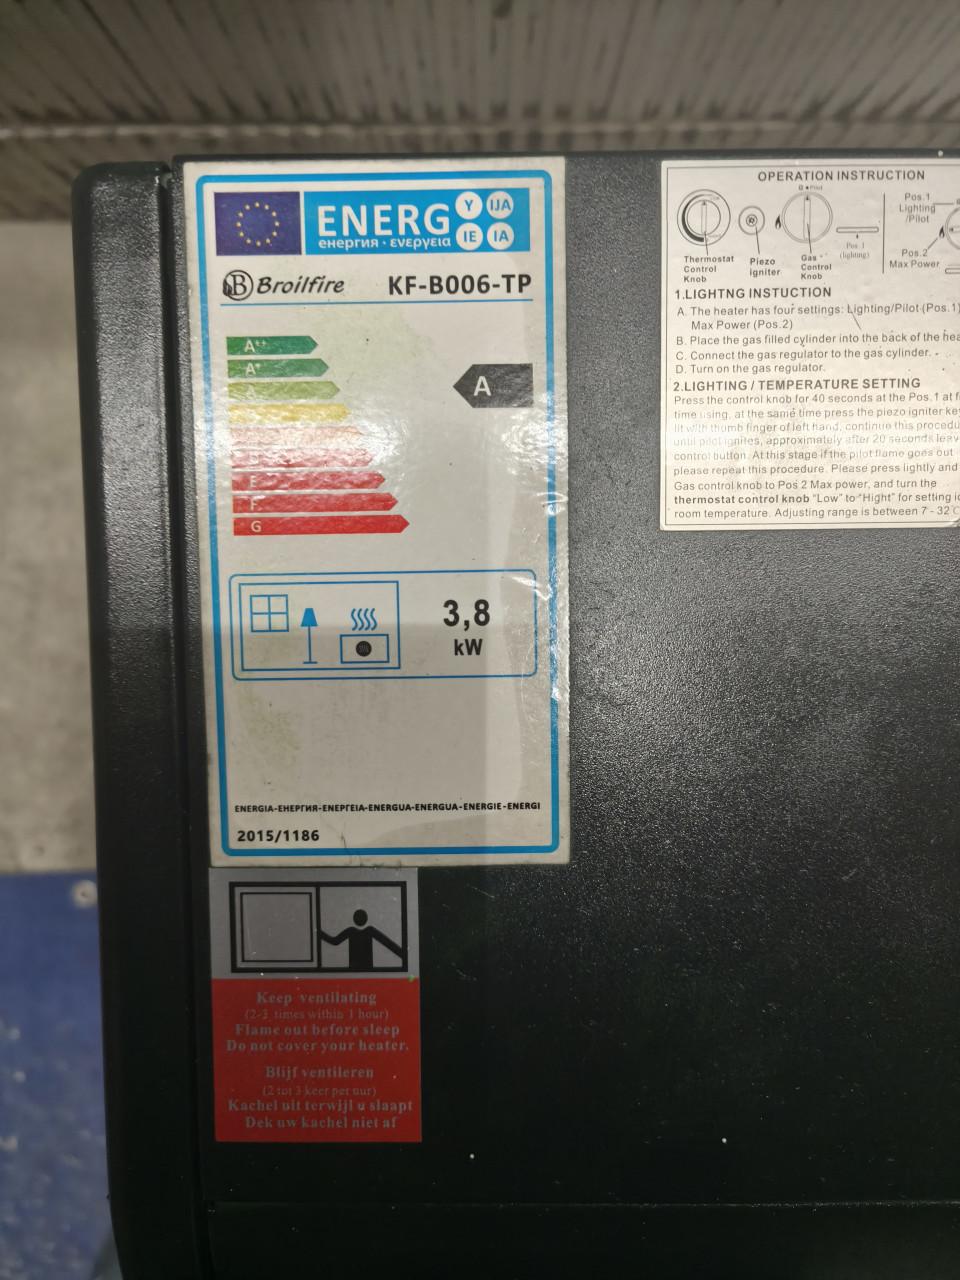 ENERG
енергия · ενεργεια
Y IJA
IE IA
Broilfire KF-B006-TP
A++
A+
A
A
E
F
G
3,8
kW
ENERGIA-ЕНЕРГИЯ-ΕΝΕΡΓΕΙΑ-ENERGIJA-ENERGY-ENERGIE-ENERGI
2015/1186
Keep ventilating
(2-3 times within 1 hour)
Flame out before sleep
Do not cover your heater.
Blijf ventileren
(2 tot 3 keer per uur)
Kachel uit terwijl u slaapt
Dek uw kachel niet af
OPERATION INSTRUCTION
Pilot
Thermostat
Control
Knob
Piezo
igniter
Gas
Control
Knob
Pos 1
(lighting)
Pos.1
Lighting
/Pilot
Pos.2
Max Power
1.LIGHTNG INSTUCTION
A. The heater has four settings: Lighting/Pilot (Pos.1)
Max Power (Pos.2)
B. Place the gas filled cylinder into the back of the
C. Connect the gas regulator to the gas cylinder.
D. Turn on the gas regulator.
2.LIGHTING / TEMPERATURE SETTING
Press the control knob for 40 seconds at the Pos.1 at
time using, at the same time press the piezo igniter
lit with thumb finger of left hand, continue this
until pilot ignites, approximately after 20 seconds
control button. At this stage if the pilot flame goes out
please repeat this procedure. Please press lightly and
Gas control knob to Pos 2 Max power, and turn the
thermostat control knob "Low" to "Hight" for setting
room temperature. Adjusting range is between 7 - 32